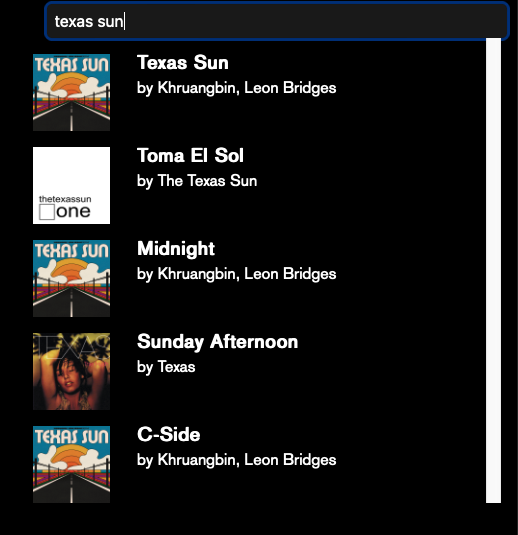 texas sun
TEXAS SUN
Texas Sun
by Khruangbin, Leon Bridges
thetexassun
one
Toma El Sol
by The Texas Sun
TEXAS SUN
Midnight
by Khruangbin, Leon Bridges
TEXAS
Sunday Afternoon
by Texas
TEXAS SUN
C-Side
by Khruangbin, Leon Bridges